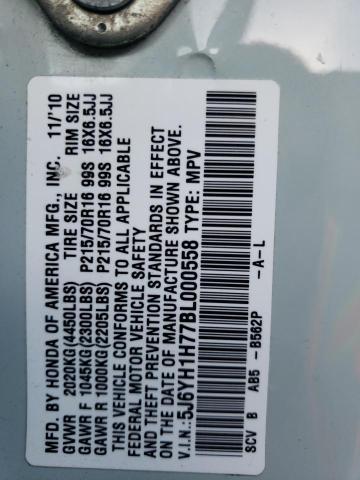 MFD. BY HONDA OF AMERICA MFG., INC. 11/'10
GVWR 2020KG(4450LBS) TIRE SIZE RIM SIZE
GAWR F 1045KG(2300LBS) P215/70R16 99S 16X6.5JJ
GAWR R 1000KG(2205LBS) P215/70R16 99S 16X6.5JJ
THIS VEHICLE CONFORMS TO ALL APPLICABLE
FEDERAL MOTOR VEHICLE SAFETY
AND THEFT PREVENTION STANDARDS IN EFFECT
ON THE DATE OF MANUFACTURE SHOWN ABOVE.
V.I.N.:5J6YH1H77BL000558 TYPE: MPV
SCV B AB5 -B562P -A-L